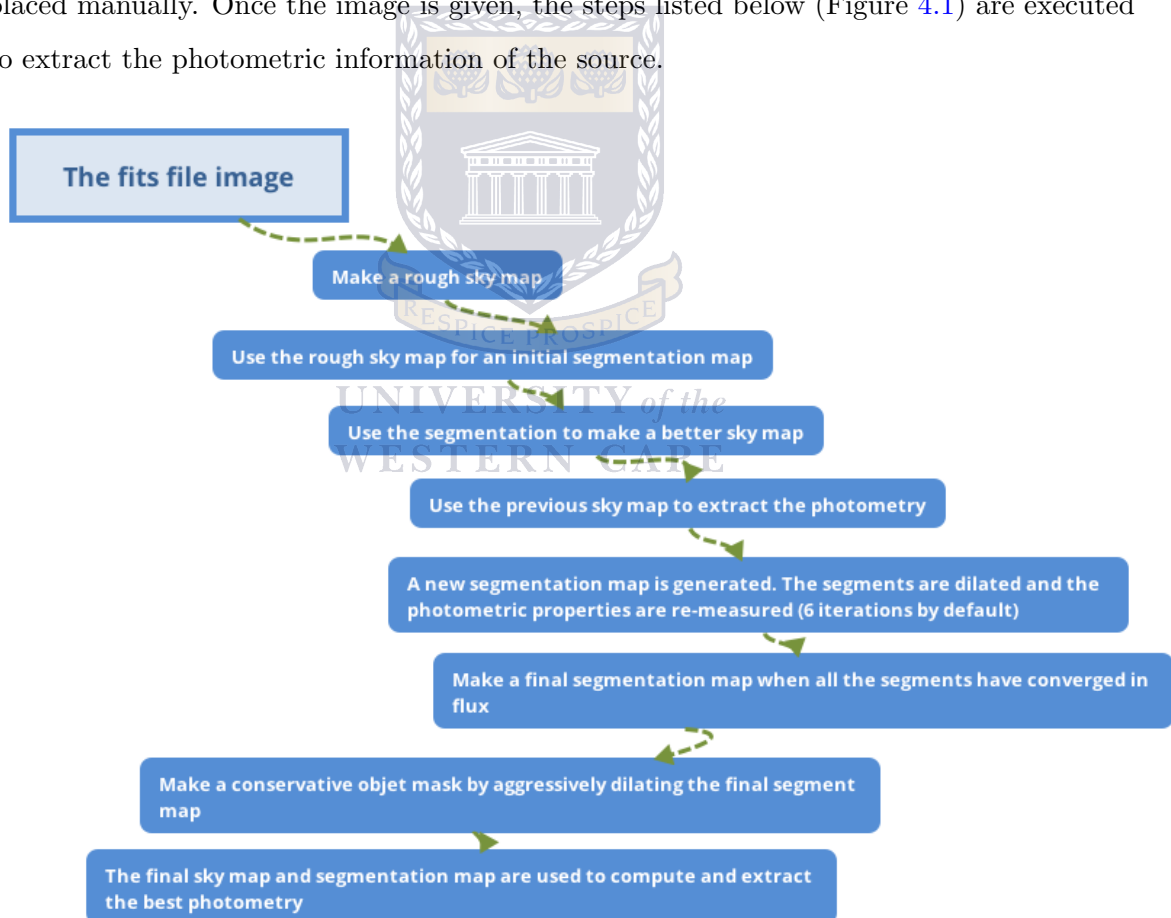 placed manually. Once the image is given, the steps listed below (Figure 4.1) are executed
to extract the photometric information of the source.
The fits file image
Make a rough sky map
RESPICE PROSPICE
Use the rough sky map for an initial segmentation map
UNIVERSITY of the
Use the segmentation to make a better sky map
WESTERN CAPE
Use the previous sky map to extract the photometry
A new segmentation map is generated. The segments are dilated and the
photometric properties are re-measured (6 iterations by default)
Make a final segmentation map when all the segments have converged in
flux
Make a conservative objet mask by aggressively dilating the final segment
map
The final sky map and segmentation map are used to compute and extract
the best photometry